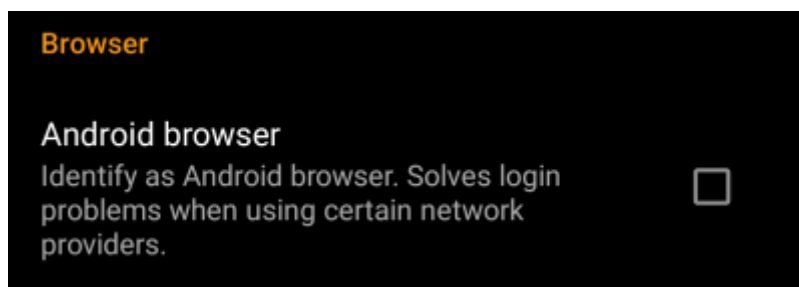 Browser
Android browser
Identify as Android browser. Solves login
problems when using certain network
providers.